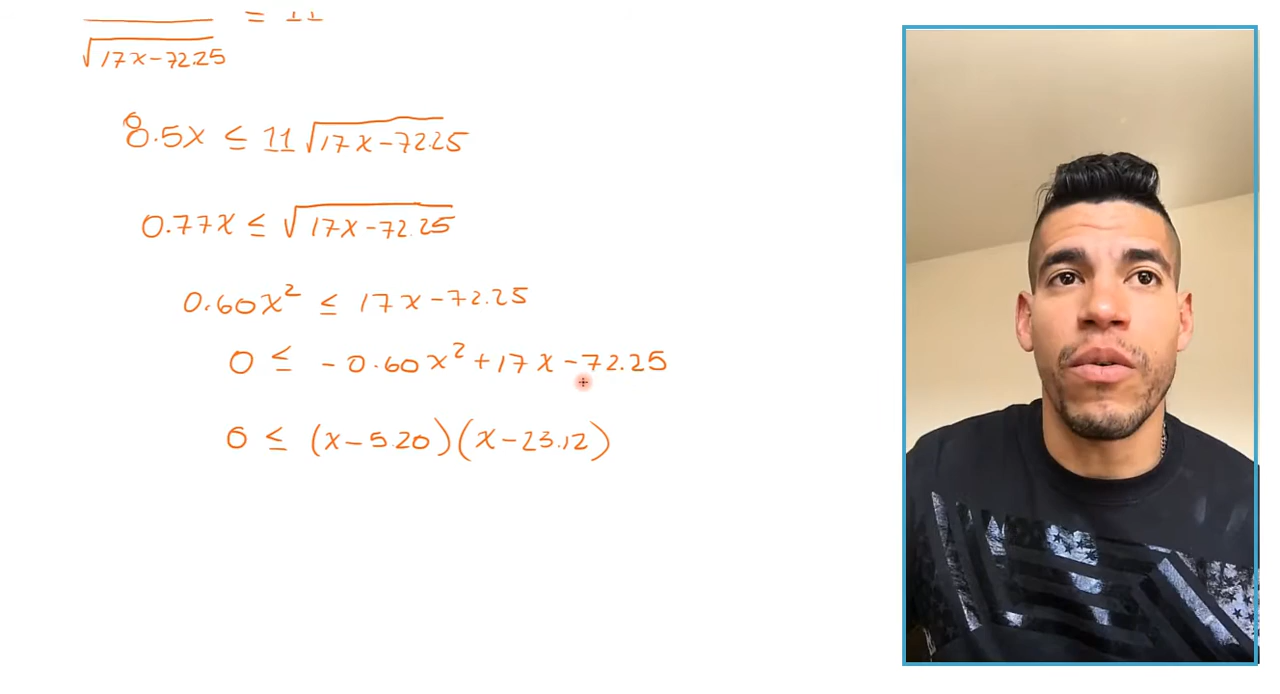 √17x-72.25 = 11
8.5x ≤ 11 √17x-72.25
0.77x ≤ √17x-72.25
0.60x² ≤ 17x-72.25
0 ≤ -0.60x²+17x-72.25
0 ≤ (x-5.20)(x-23.12)